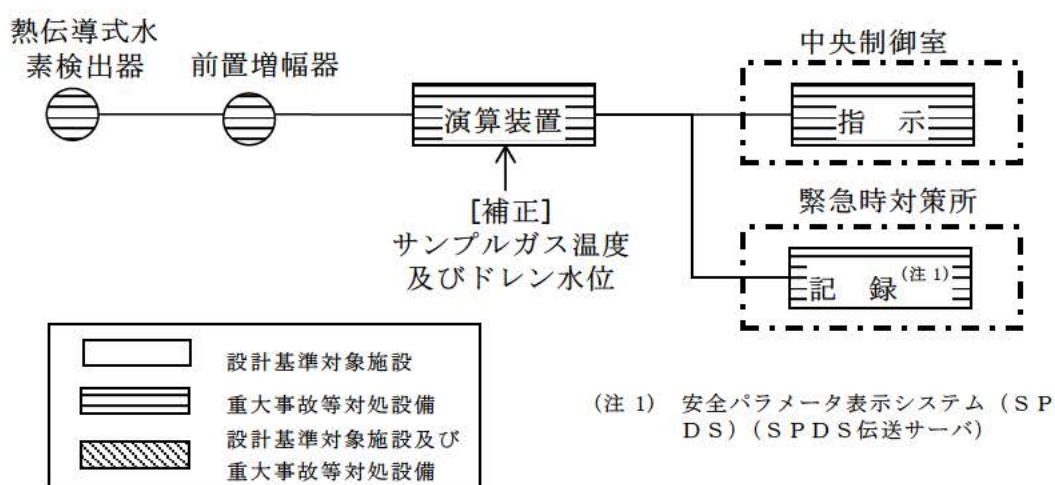 熱伝導式水
素検出器
前置増幅器
演算装置
[補正]
サンプルガス温度
及びドレン水位
中央制御室
指 示
緊急時対策所
記 録(注1)
設計基準対象施設
重大事故等対処設備
設計基準対象施設及び
重大事故等対処設備
(注 1) 安全パラメータ表示システム(SP
DS)(SPDS伝送サーバ)